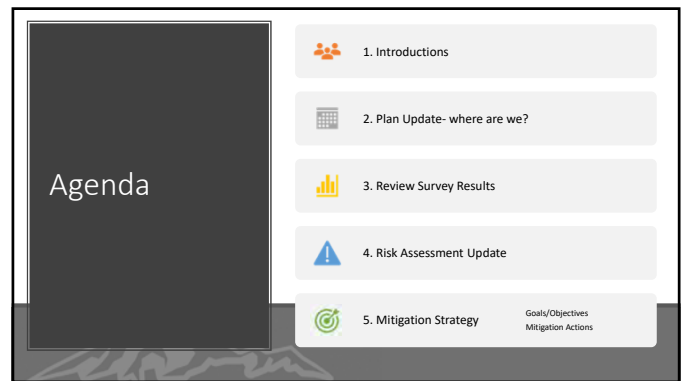 Agenda
1. Introductions
2. Plan Update- where are we?
3. Review Survey Results
4. Risk Assessment Update
5. Mitigation Strategy
Goals/Objectives
Mitigation Actions